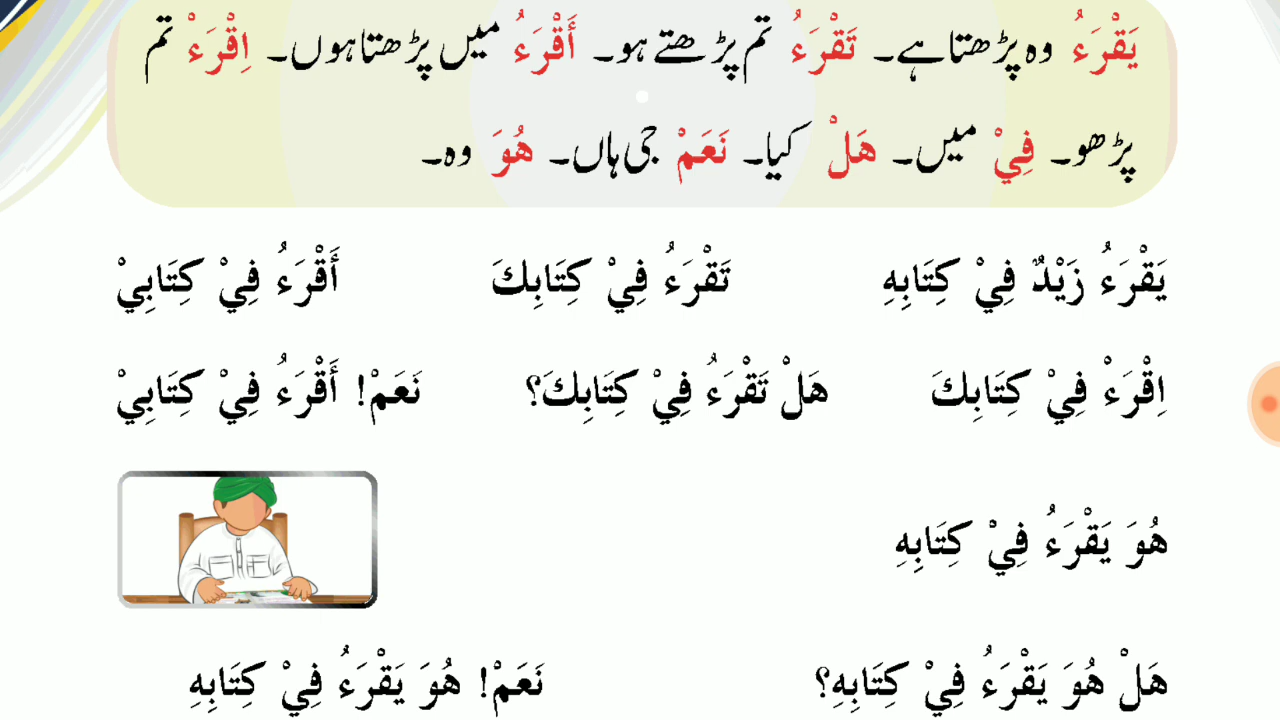 يَقْرَءُ وہ پڑھتا ہے۔ تَقْرَءُ تم پڑھتے ہو۔ أَقْرَءُ میں پڑھتا ہوں۔ اِقْرَءْ تم
پڑھو۔ فِيْ میں۔ هَلْ کیا۔ نَعَمْ جی ہاں۔ هُوَ وہ۔
يَقْرَءُ زَيْدٌ فِيْ كِتَابِهِ تَقْرَءُ فِيْ كِتَابِكَ أَقْرَءُ فِيْ كِتَابِيْ
اِقْرَءْ فِيْ كِتَابِكَ هَلْ تَقْرَءُ فِيْ كِتَابِكَ؟ نَعَمْ! أَقْرَءُ فِيْ كِتَابِيْ
هُوَ يَقْرَءُ فِيْ كِتَابِهِ
هَلْ هُوَ يَقْرَءُ فِيْ كِتَابِهِ؟ نَعَمْ! هُوَ يَقْرَءُ فِيْ كِتَابِهِ